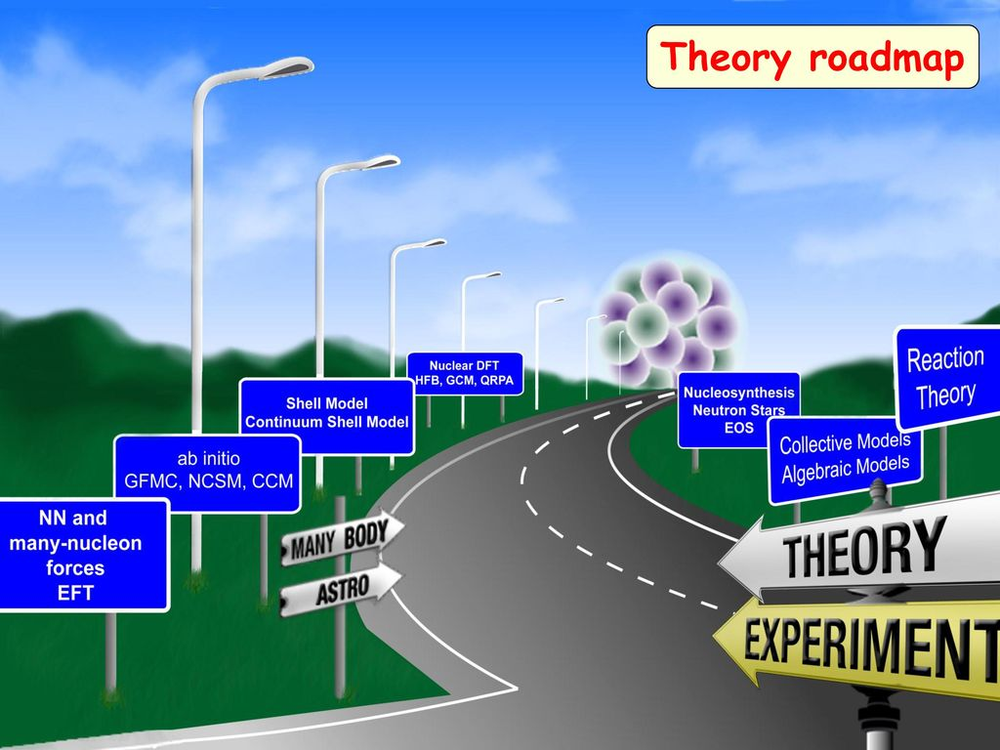 Theory roadmap
Nuclear DFT
HFB, GCM, QRPA
Shell Model
Continuum Shell Model
ab initio
GFMC, NCSM, CCM
NN and
many-nucleon
forces
EFT
MANY BODY
ASTRO
Nucleosynthesis
Neutron Stars
EOS
Collective Models
Algebraic Models
Reaction
Theory
THEORY
EXPERIMENT